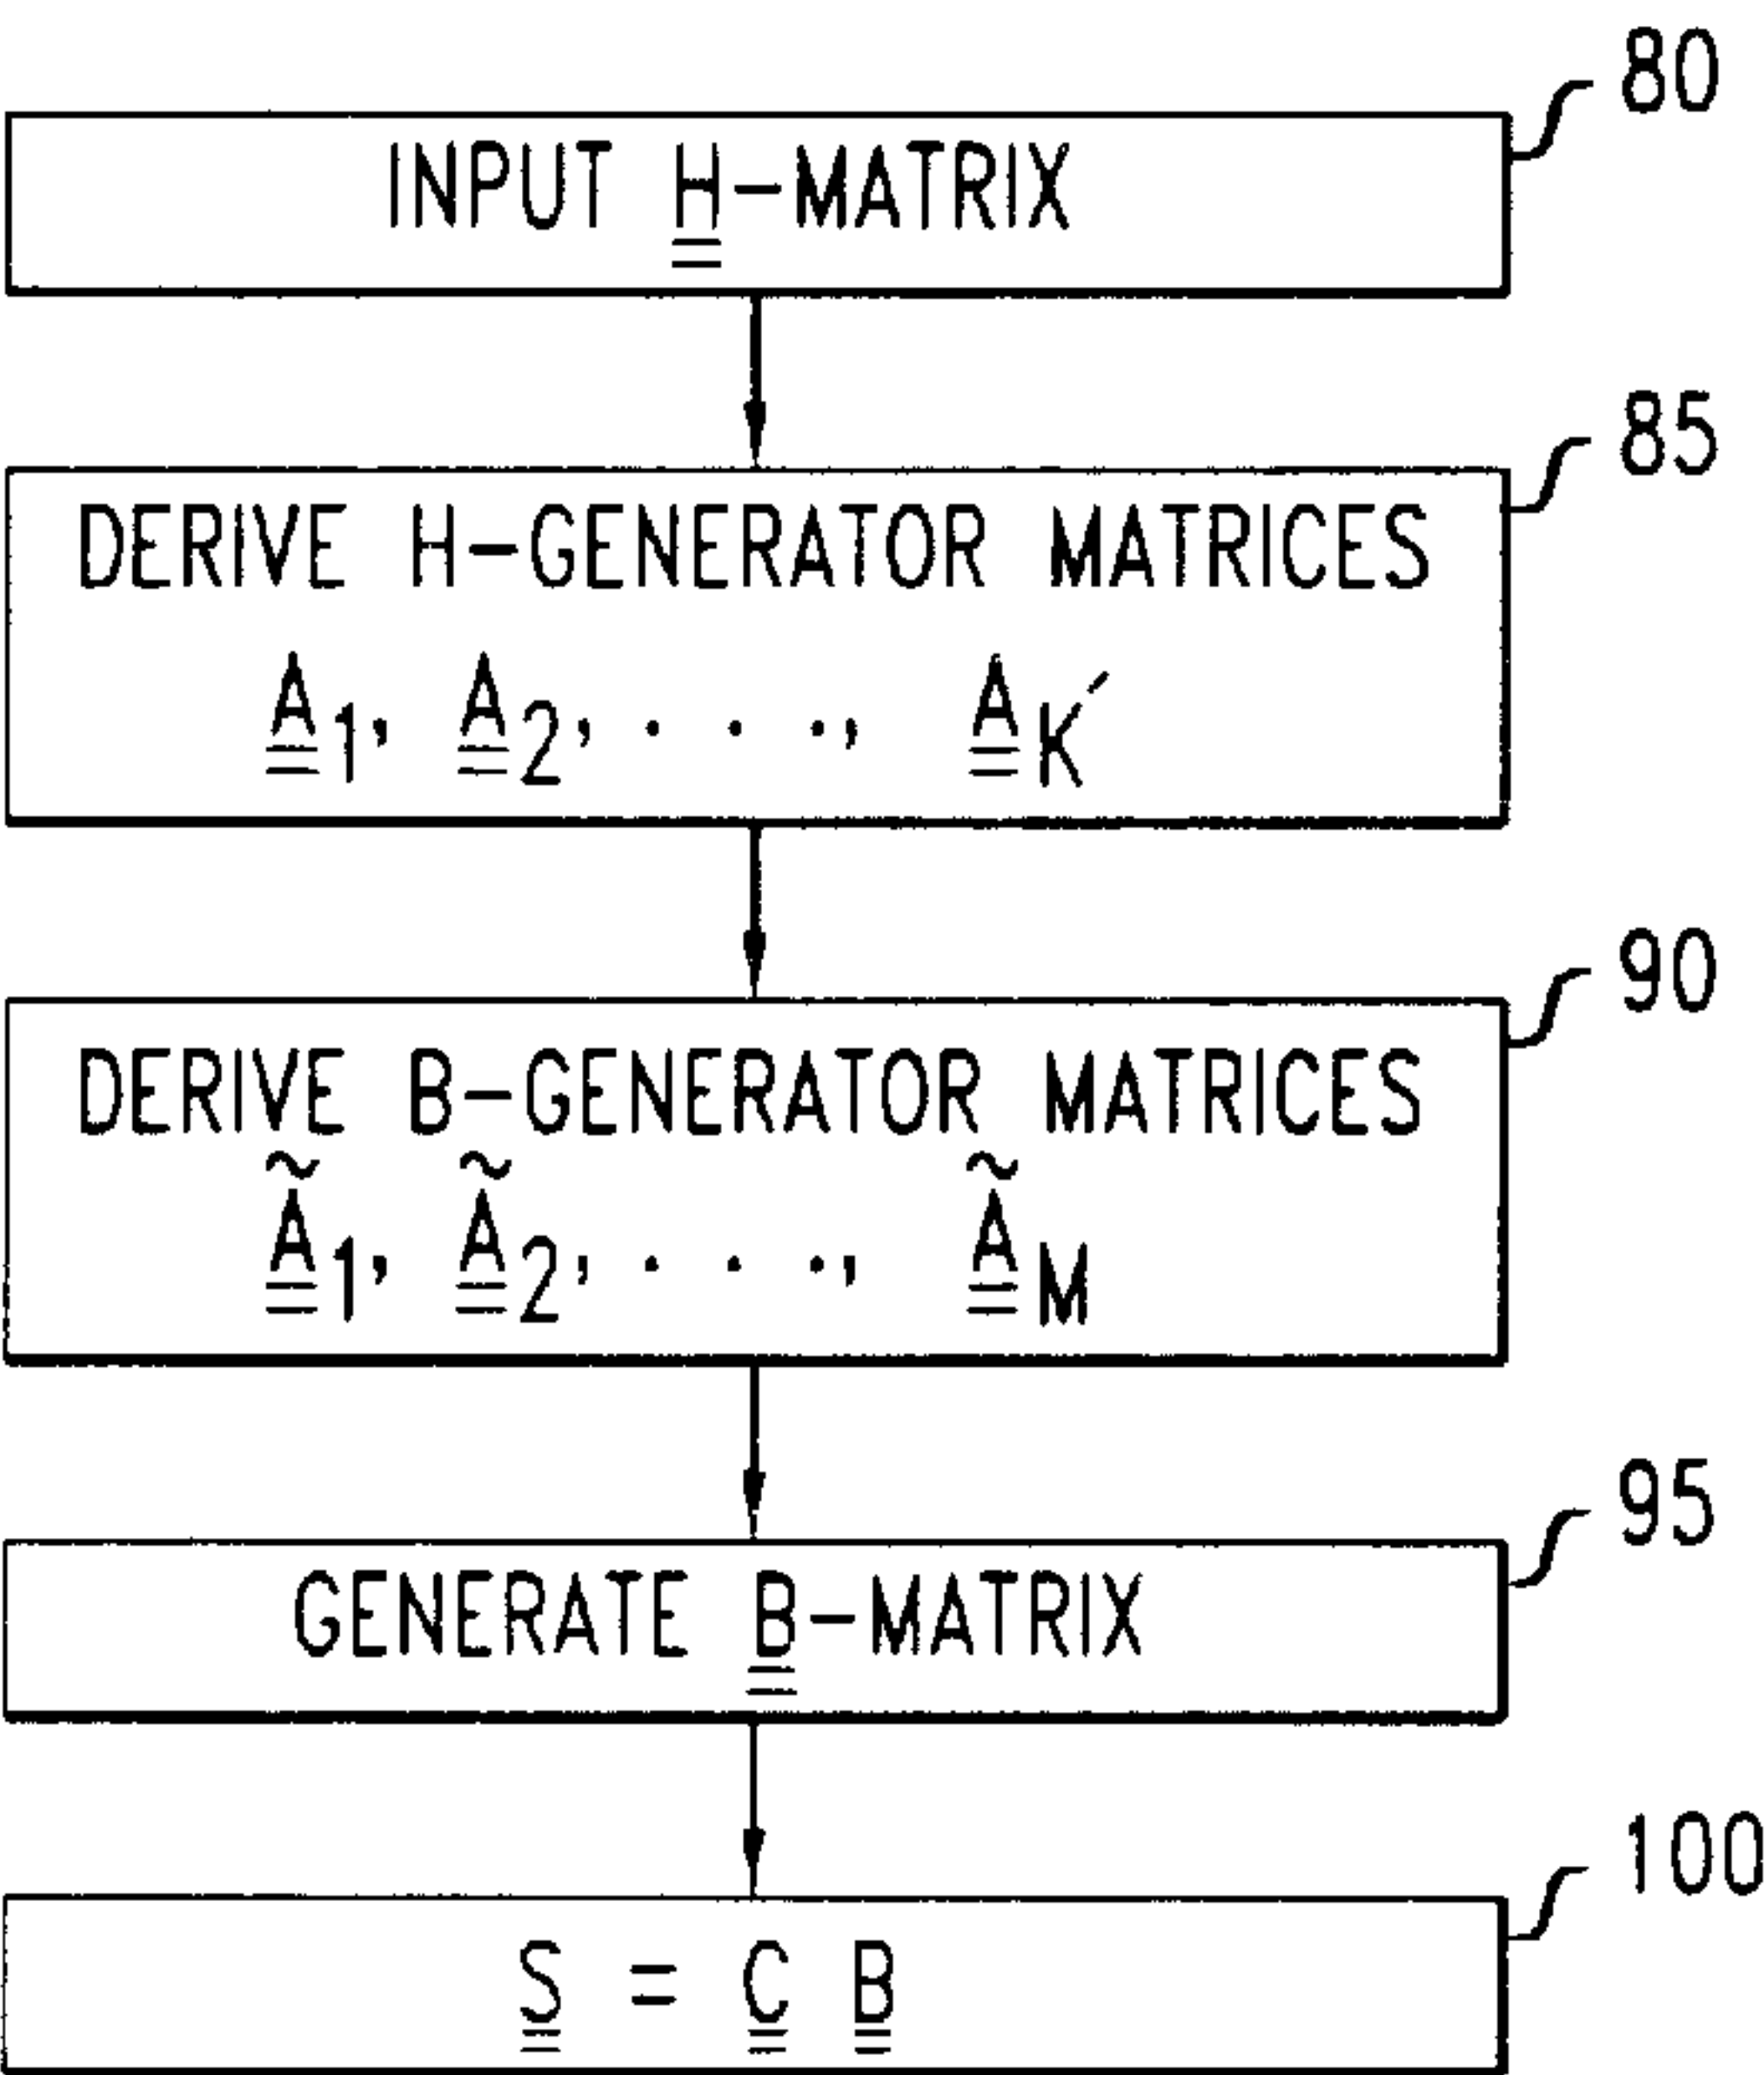 80
INPUT H-MATRIX
85
DERIVE H-GENERATOR MATRICES
A1, A2, . . ., AK′
90
DERIVE B-GENERATOR MATRICES
Ã1, Ã2, . . ., ÃM
95
GENERATE B-MATRIX
100
S = C B